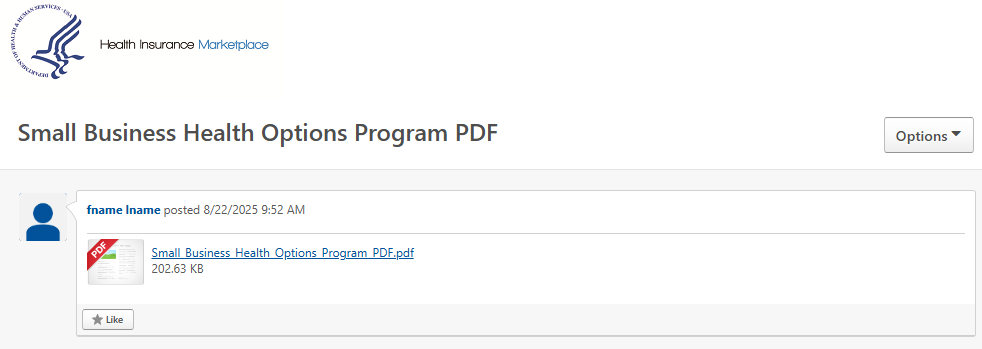 DEPARTMENT OF HEALTH & HUMAN SERVICES · USA
Health Insurance Marketplace
Small Business Health Options Program PDF
Options
fname lname posted 8/22/2025 9:52 AM
PDF
Small_Business_Health_Options_Program_PDF.pdf
202.63 KB
Like